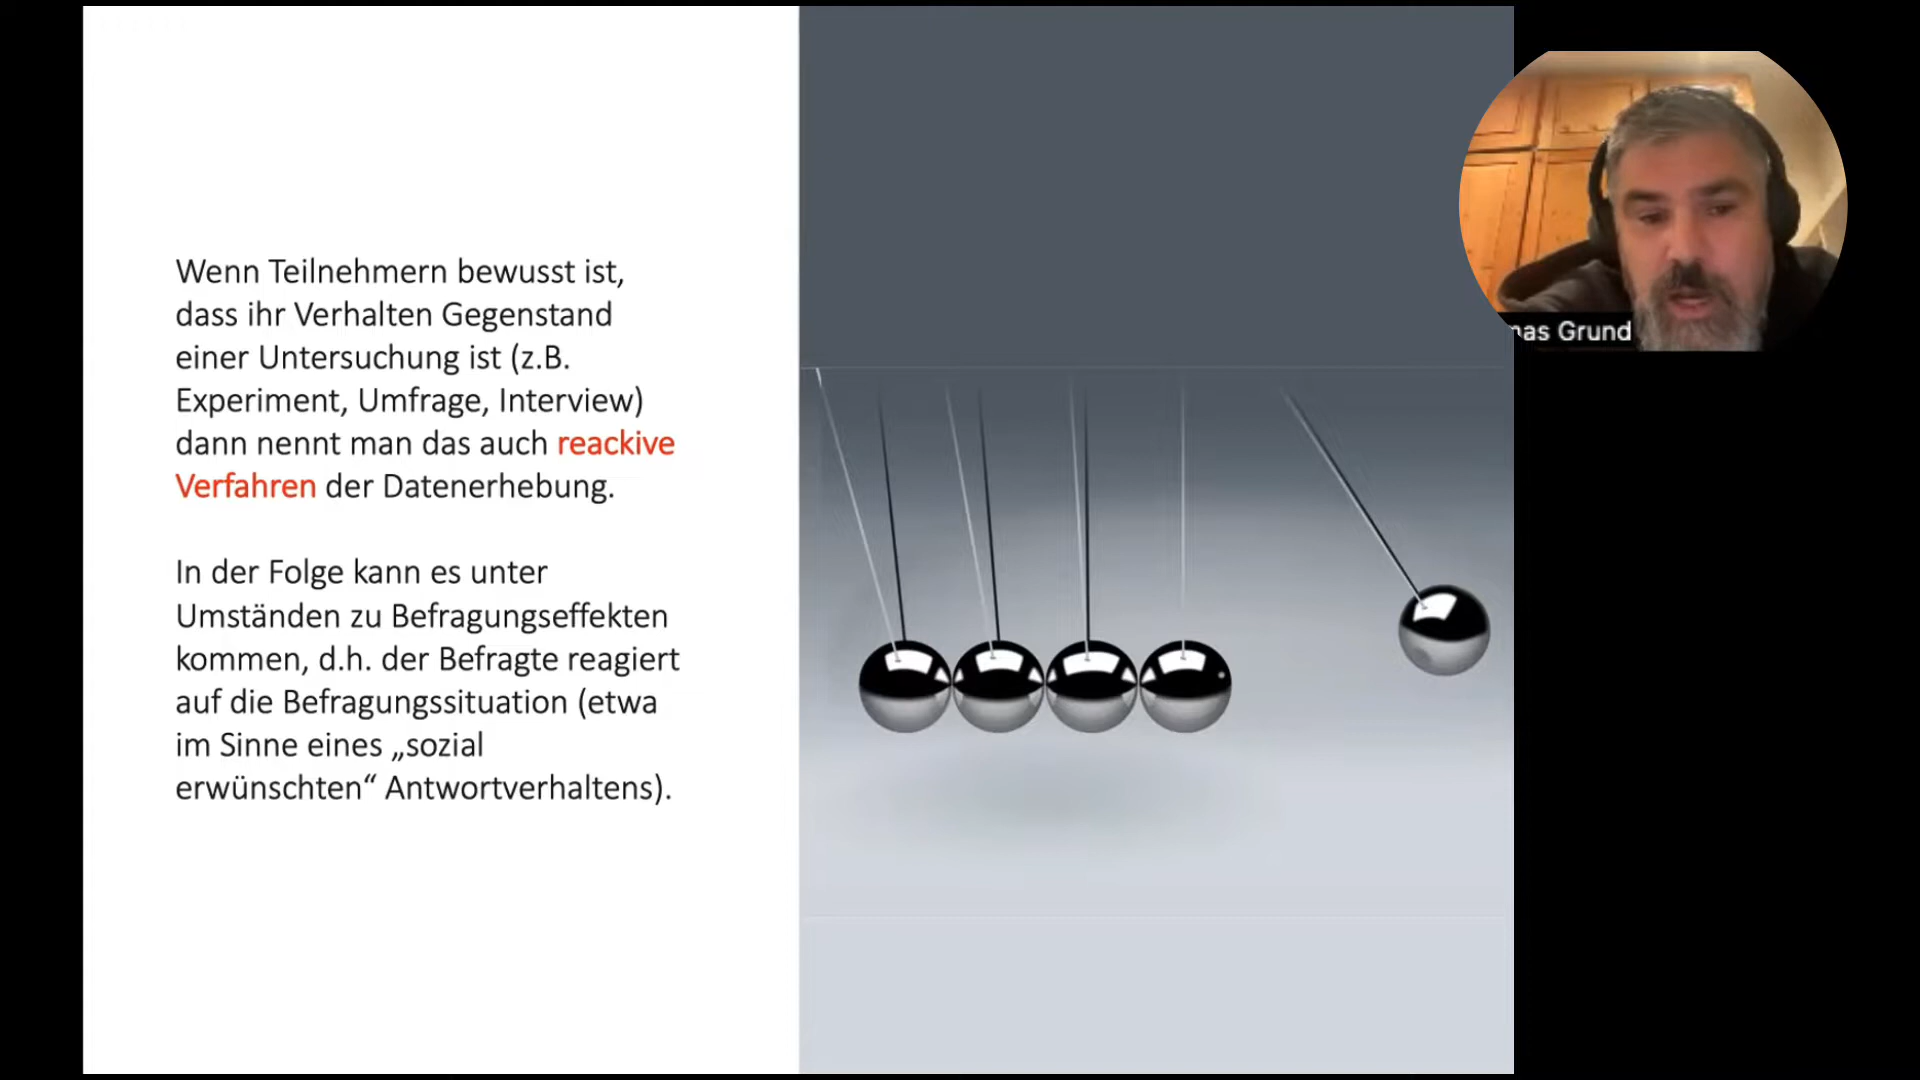 Wenn Teilnehmern bewusst ist,
dass ihr Verhalten Gegenstand
einer Untersuchung ist (z.B.
Experiment, Umfrage, Interview)
dann nennt man das auch reackive
Verfahren der Datenerhebung.
In der Folge kann es unter
Umständen zu Befragungseffekten
kommen, d.h. der Befragte reagiert
auf die Befragungssituation (etwa
im Sinne eines „sozial
erwünschten“ Antwortverhaltens).
mas Grund